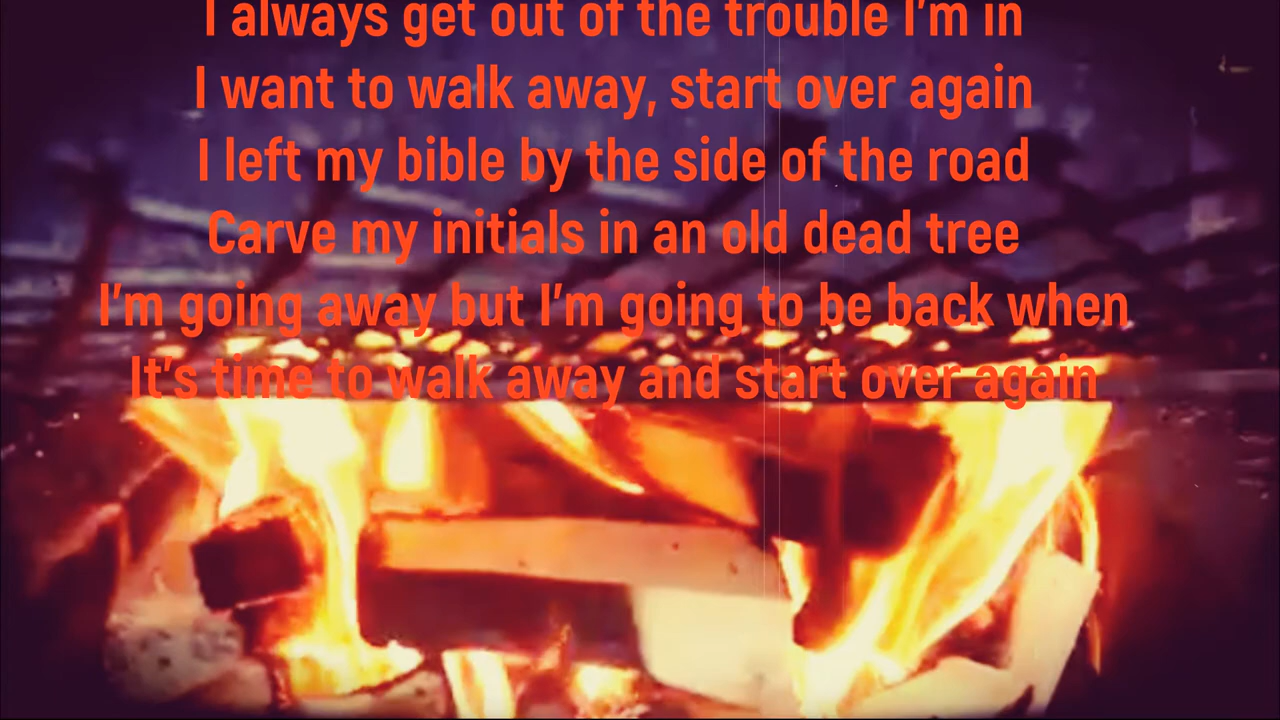 I always get out of the trouble I'm in
I want to walk away, start over again
I left my bible by the side of the road
Carve my initials in an old dead tree
I'm going away but I'm going to be back when
It's time to walk away and start over again